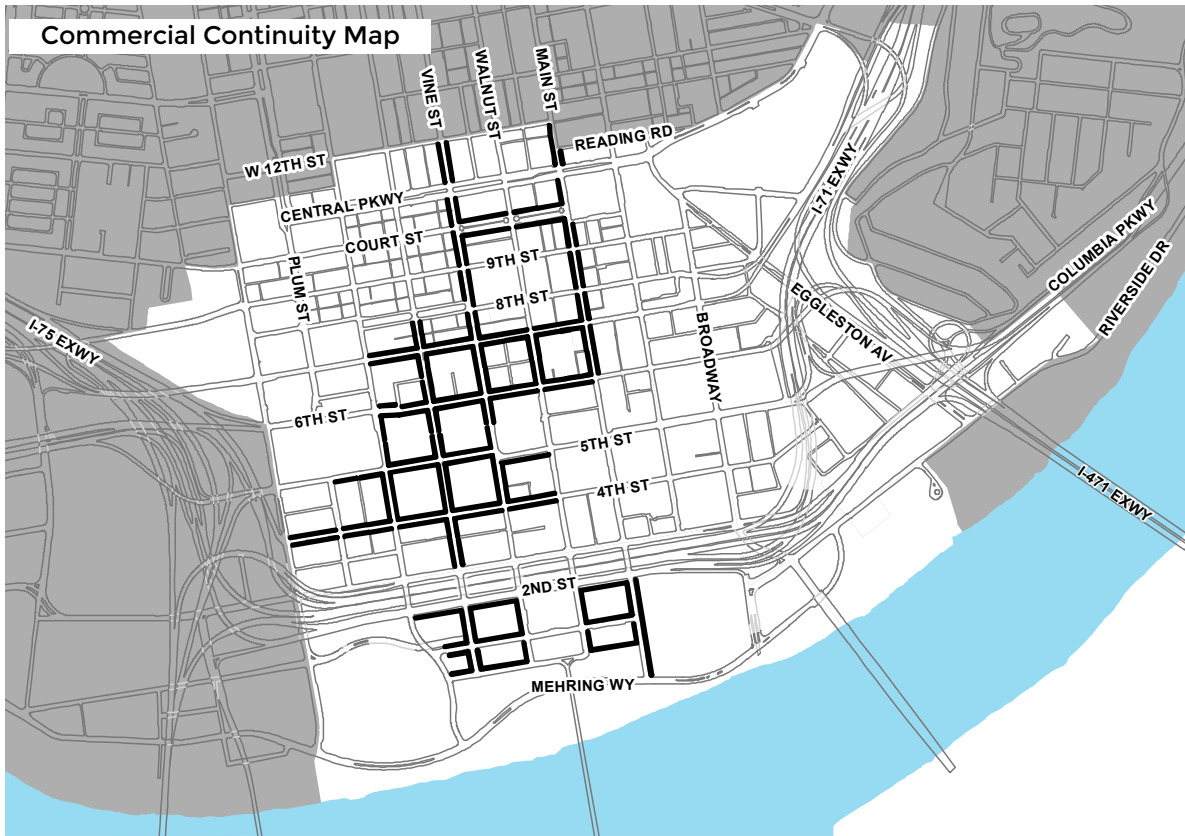 Commercial Continuity Map
VINE ST
WALNUT ST
MAIN ST
READING RD
W 12TH ST
CENTRAL PKWY
COURT ST
I-71 EXWY
COLUMBIA PKWY
RIVERSIDE DR
PLUM ST
9TH ST
8TH ST
EGGLESTON AV
BROADWAY
I-75 EXWY
6TH ST
5TH ST
4TH ST
I-471 EXWY
2ND ST
MEHRING WY